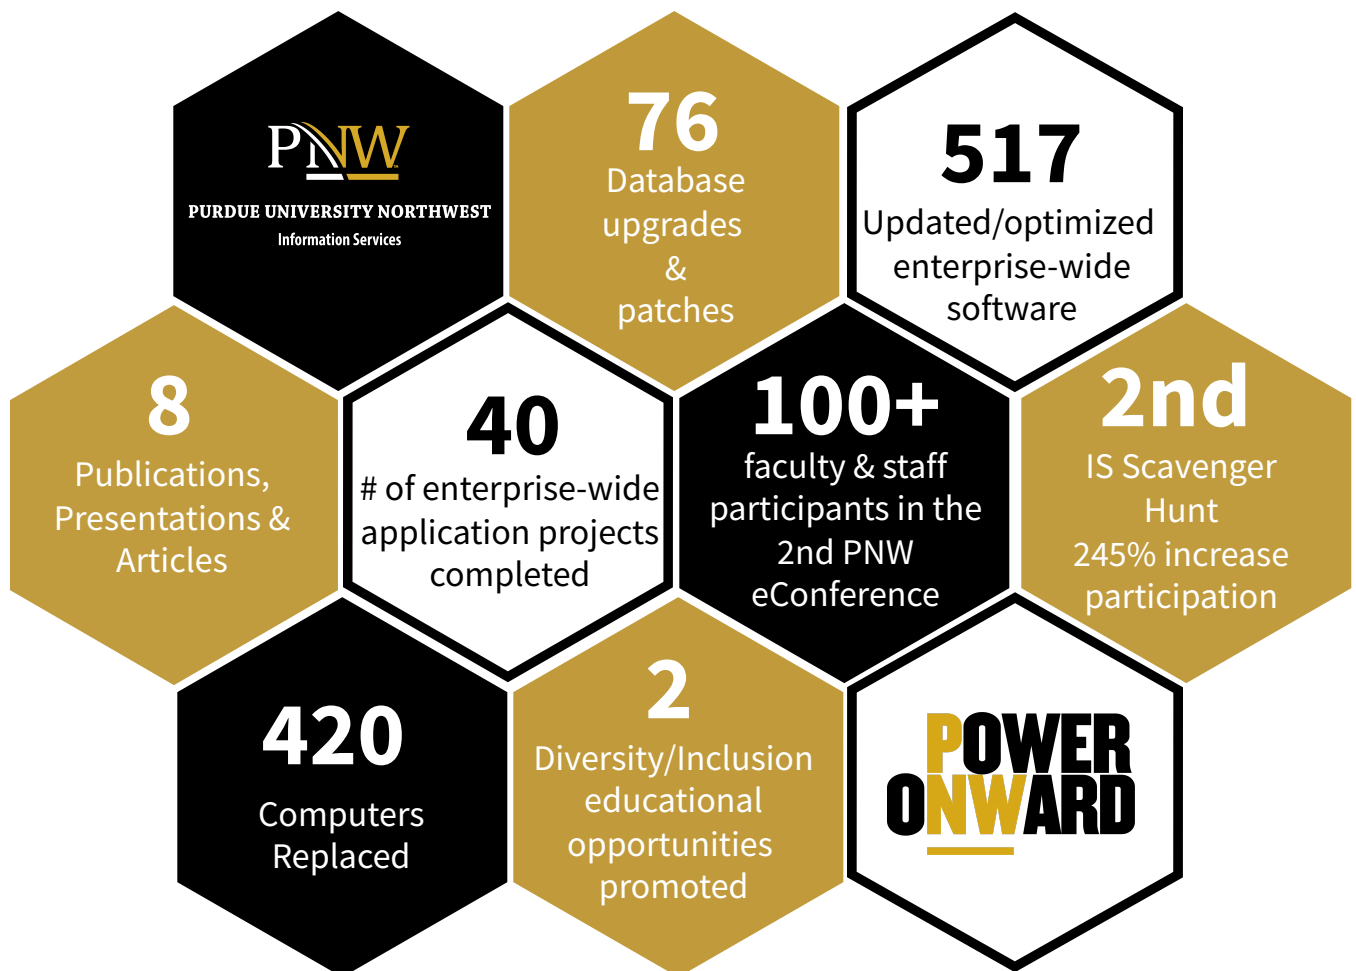 PNW
PURDUE UNIVERSITY NORTHWEST
Information Services
76
Database
upgrades
&
patches
517
Updated/optimized
enterprise-wide
software
8
Publications,
Presentations &
Articles
40
# of enterprise-wide
application projects
completed
100+
faculty & staff
participants in the
2nd PNW
eConference
2nd
IS Scavenger
Hunt
245% increase
participation
420
Computers
Replaced
2
Diversity/Inclusion
educational
opportunities
promoted
POWER
ONWARD